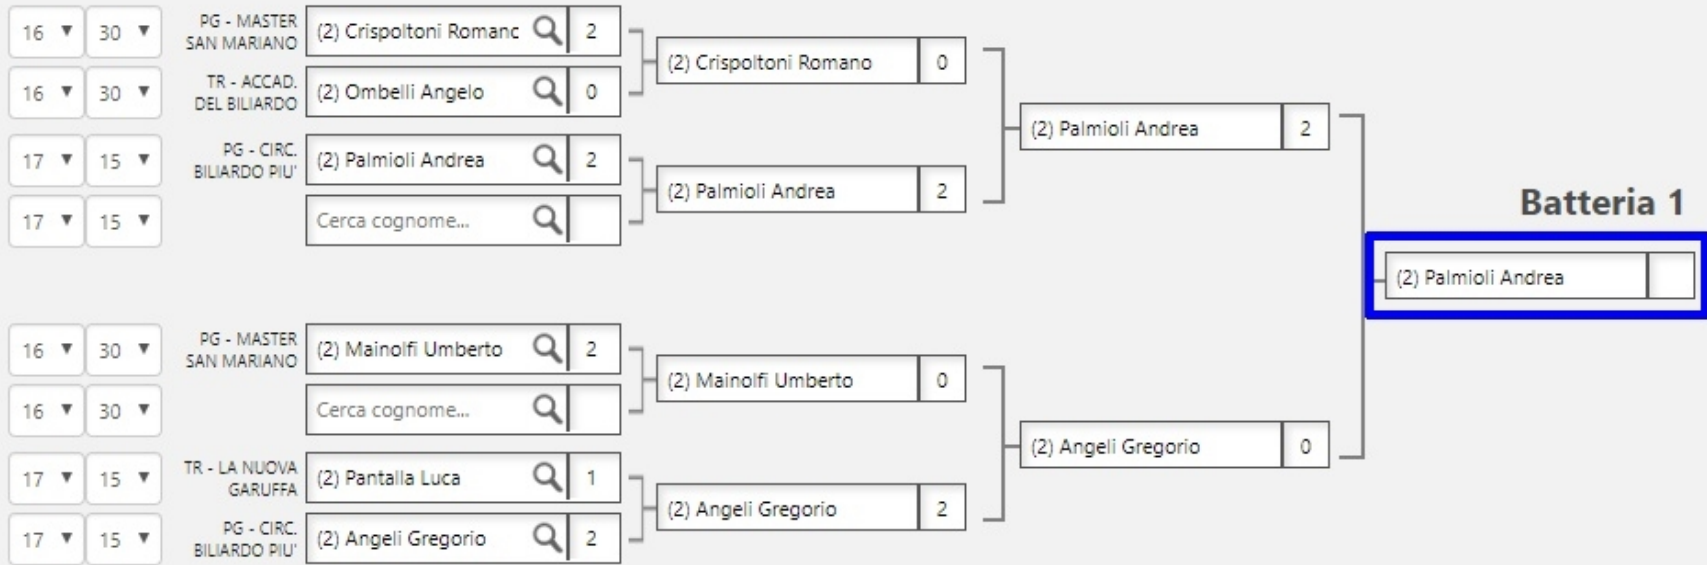 16 ▼ 30 ▼ PG - MASTER
SAN MARIANO (2) Crispoltoni Romano 2
16 ▼ 30 ▼ TR - ACCAD.
DEL BILIARDO (2) Ombelli Angelo 0
(2) Crispoltoni Romano 0
17 ▼ 15 ▼ PG - CIRC.
BILIARDO PIU' (2) Palmioli Andrea 2
17 ▼ 15 ▼ Cerca cognome...
(2) Palmioli Andrea 2
(2) Palmioli Andrea 2
Batteria 1
(2) Palmioli Andrea
16 ▼ 30 ▼ PG - MASTER
SAN MARIANO (2) Mainolfi Umberto 2
16 ▼ 30 ▼ Cerca cognome...
(2) Mainolfi Umberto 0
17 ▼ 15 ▼ TR - LA NUOVA
GARUFFA (2) Pantalla Luca 1
17 ▼ 15 ▼ PG - CIRC.
BILIARDO PIU' (2) Angeli Gregorio 2
(2) Angeli Gregorio 2
(2) Angeli Gregorio 0